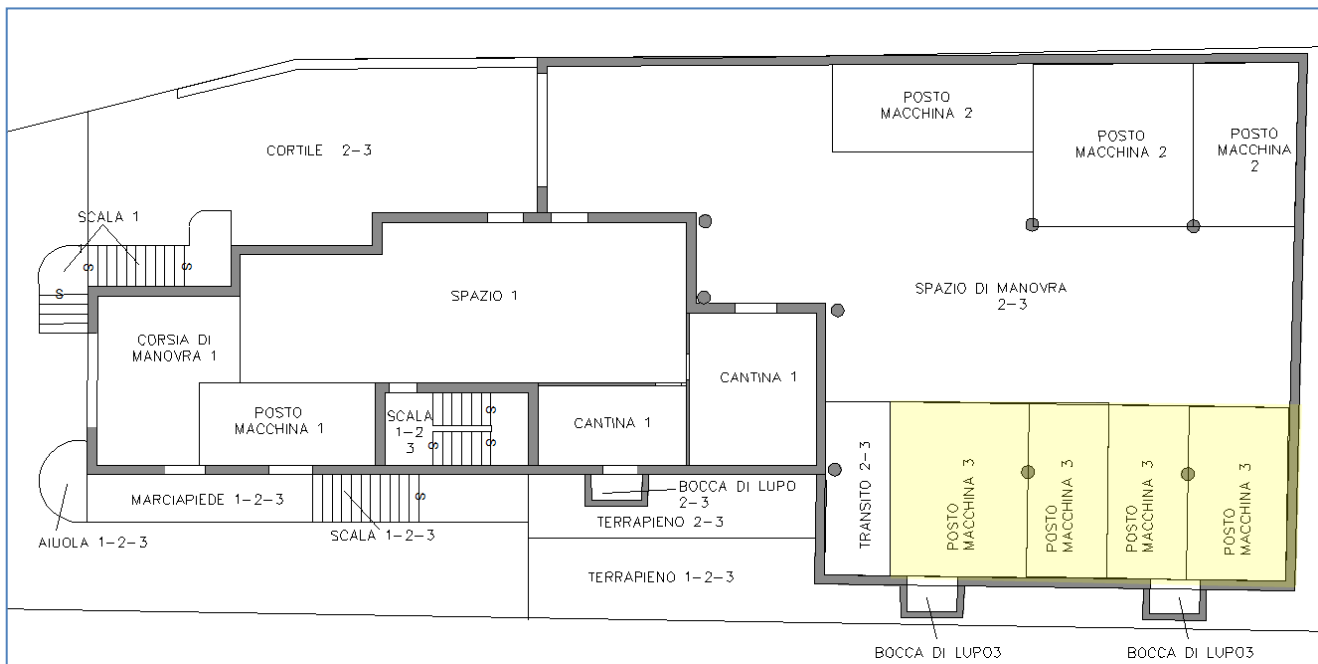 POSTO
MACCHINA 2
POSTO
MACCHINA 2
POSTO
MACCHINA
2
CORTILE 2-3
SCALA 1
S
S
S
SPAZIO 1
SPAZIO DI MANOVRA
2-3
CORSIA DI
MANOVRA 1
CANTINA 1
POSTO
MACCHINA 1
SCALA
1-2
3
S
S
S
CANTINA 1
TRANSITO 2-3
POSTO
MACCHINA 3
POSTO
MACCHINA 3
POSTO
MACCHINA 3
POSTO
MACCHINA 3
MARCIAPIEDE 1-2-3
S
BOCCA DI LUPO
2-3
TERRAPIENO 2-3
AIUOLA 1-2-3
SCALA 1-2-3
TERRAPIENO 1-2-3
BOCCA DI LUPO3
BOCCA DI LUPO3